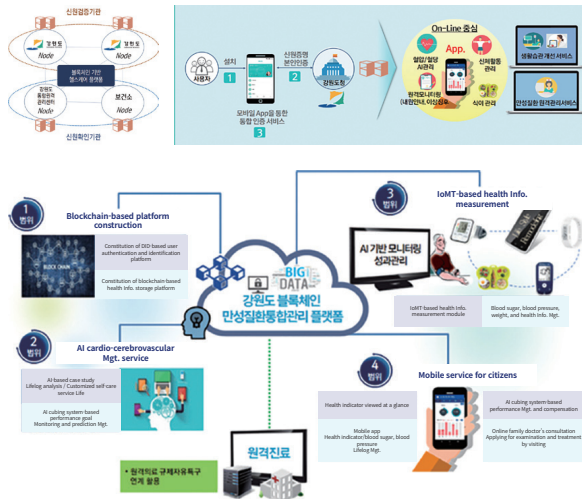 신원검증기관
강원도
Node
강원도
Node
블록체인 기반
헬스케어 플랫폼
강원도
통합원격
관리센터
Node
보건소
Node
신원확인기관
사용자
설치
1
모바일 App을 통한
통합 인증 서비스
3
신원증명
본인인증
2
강원도청
On-Line 중심
App.
혈압/혈당
AI관리
신체활동
관리
원격모니터링
(내원안내, 이상징후)
식이 관리
생활습관 개선 서비스
만성질환 원격관리서비스
1
범위
Blockchain-based platform
construction
BLOCK CHAIN
Constitution of DID-based user
authentication and identification
platform
Constitution of blockchain-based
health Info. storage platform
2
범위
AI cardio-cerebrovascular
Mgt. service
AI-based case study
Lifelog analysis / Customized self-care
service Life
AI cubing system-based
performance goal
Monitoring and prediction Mgt.
BIG
DATA
강원도 블록체인
만성질환통합관리 플랫폼
3
범위
IoMT-based health Info.
measurement
AI 기반 모니터링
성과관리
IoMT-based health Info.
measurement module
Blood sugar, blood pressure,
weight, and health Info. Mgt.
4
범위
Mobile service for citizens
Health indicator viewed at a glance
Mobile app
Health indicator/blood sugar, blood
pressure
Lifelog Mgt.
AI cubing system-based
performance Mgt. and compensation
Online family doctor's consultation
Applying for examination and treatment
by visiting
원격진료
• 원격의료 규제자유특구
연계 활용